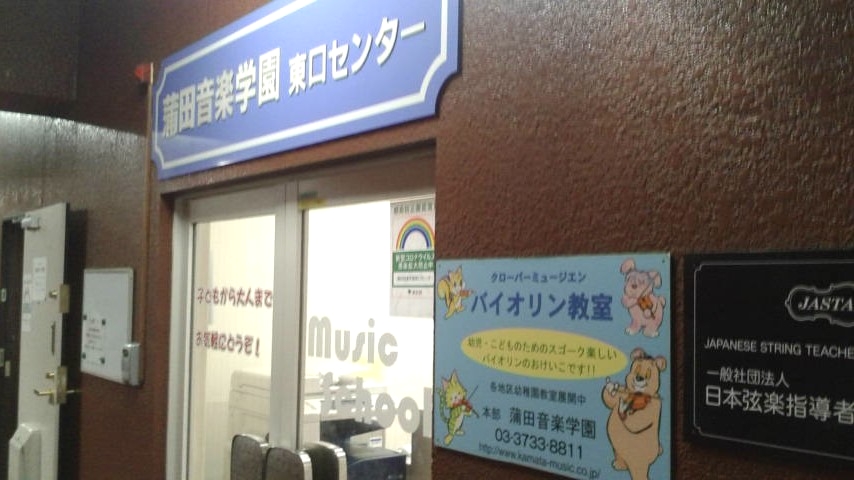 蒲田音楽学園 東口センター
子どもから大人まで
お気軽にどうぞ!
Music
School
クローバーミュージエン
バイオリン教室
幼児・こどものためのスゴーク楽しい
バイオリンのおけいこです!!
各地区幼稚園教室展開中
本部 蒲田音楽学園
03-3733-8811
http://www.kamata-music.co.jp/
JASTA
JAPANESE STRING TEACHE
一般社団法人
日本弦楽指導者